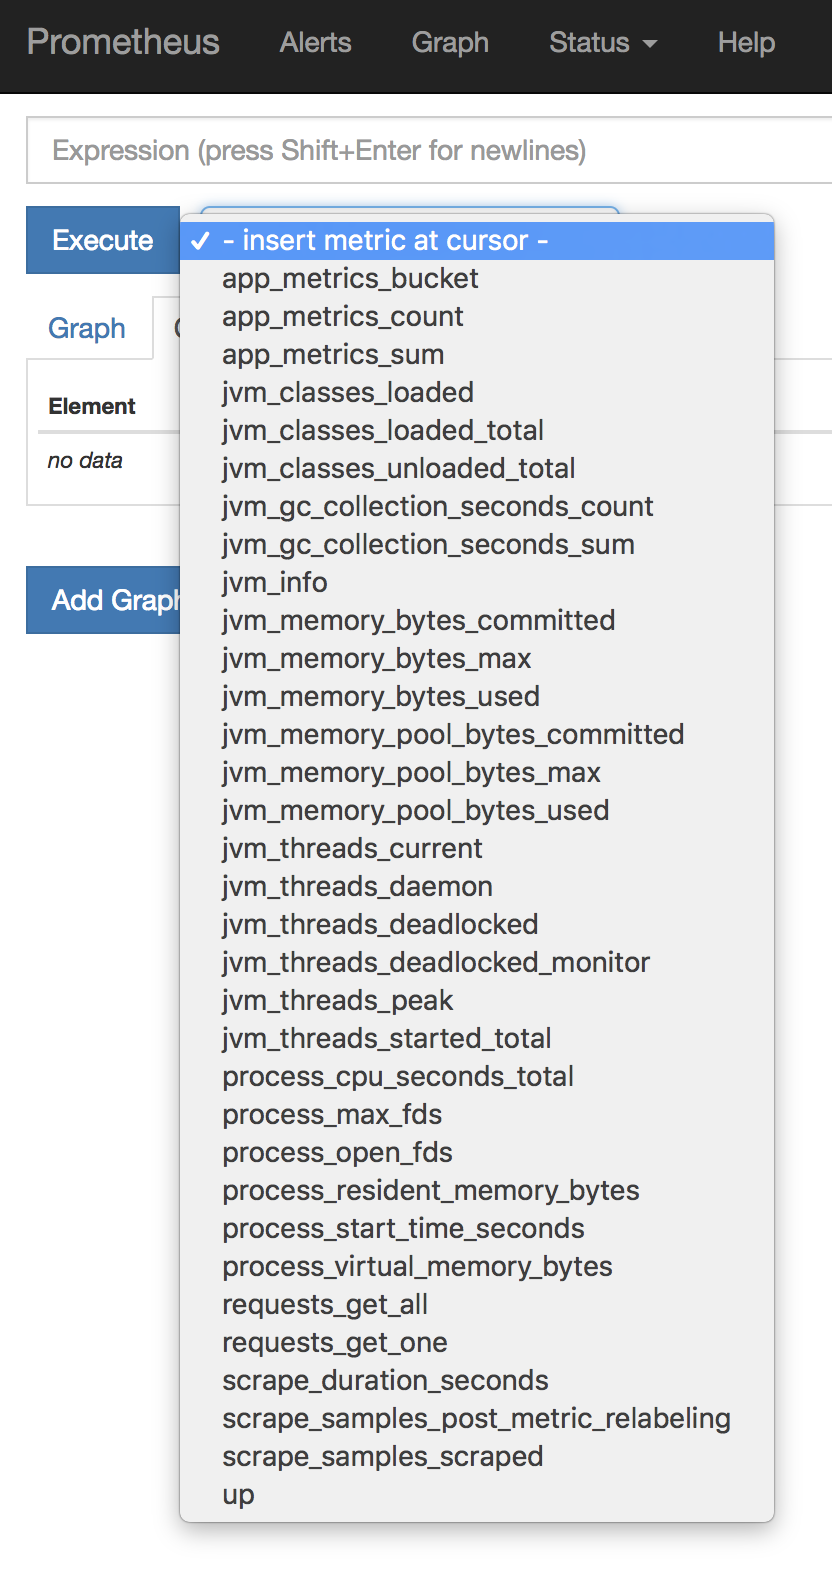 Prometheus Alerts Graph Status Help
Expression (press Shift+Enter for newlines)
Execute
✓ - insert metric at cursor -
app_metrics_bucket
app_metrics_count
app_metrics_sum
jvm_classes_loaded
jvm_classes_loaded_total
jvm_classes_unloaded_total
jvm_gc_collection_seconds_count
jvm_gc_collection_seconds_sum
jvm_info
jvm_memory_bytes_committed
jvm_memory_bytes_max
jvm_memory_bytes_used
jvm_memory_pool_bytes_committed
jvm_memory_pool_bytes_max
jvm_memory_pool_bytes_used
jvm_threads_current
jvm_threads_daemon
jvm_threads_deadlocked
jvm_threads_deadlocked_monitor
jvm_threads_peak
jvm_threads_started_total
process_cpu_seconds_total
process_max_fds
process_open_fds
process_resident_memory_bytes
process_start_time_seconds
process_virtual_memory_bytes
requests_get_all
requests_get_one
scrape_duration_seconds
scrape_samples_post_metric_relabeling
scrape_samples_scraped
up
Graph
Element
no data
Add Graph